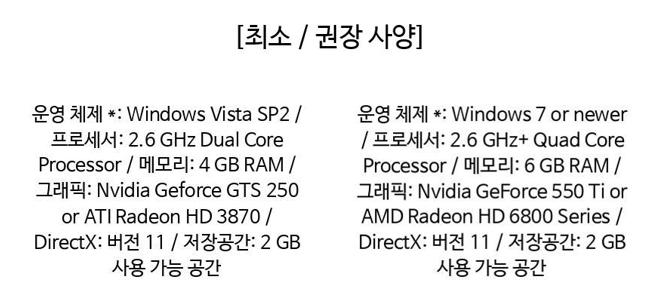 [최소 / 권장 사양]
운영 체제 *: Windows Vista SP2 /
프로세서: 2.6 GHz Dual Core
Processor / 메모리: 4 GB RAM /
그래픽: Nvidia Geforce GTS 250
or ATI Radeon HD 3870 /
DirectX: 버전 11 / 저장공간: 2 GB
사용 가능 공간
운영 체제 *: Windows 7 or newer
/ 프로세서: 2.6 GHz+ Quad Core
Processor / 메모리: 6 GB RAM /
그래픽: Nvidia GeForce 550 Ti or
AMD Radeon HD 6800 Series /
DirectX: 버전 11 / 저장공간: 2 GB
사용 가능 공간